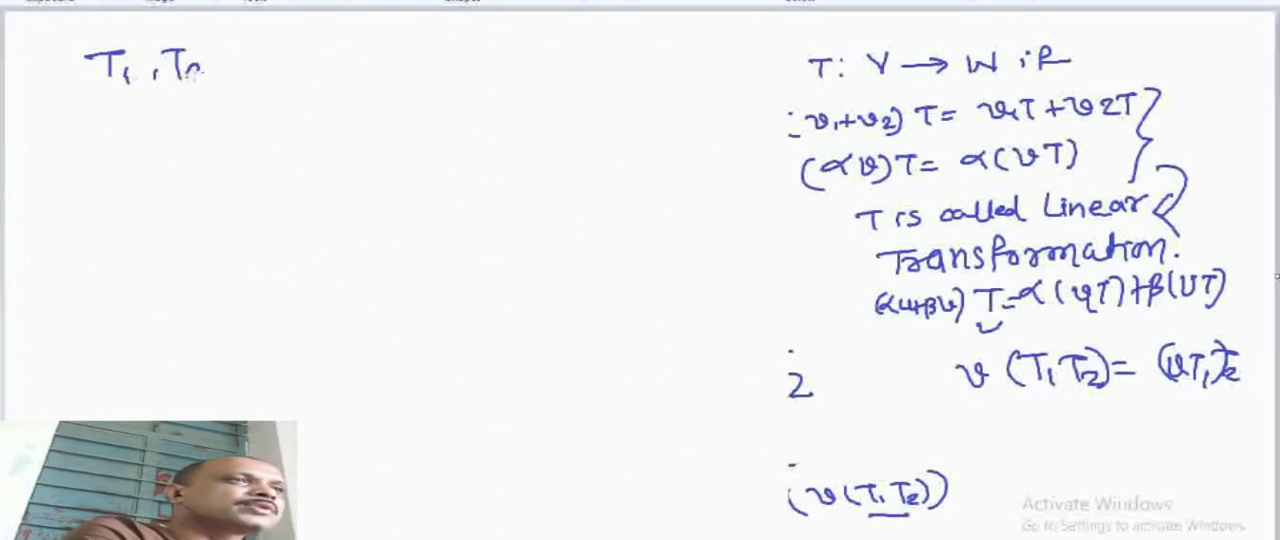 T₁, T₂
T: V → W iR
(v₁+v₂) T = v₁T + v2T
(αv)T = α(vT)
T is called Linear
Transformation.
(αu+βv) T = α(uT)+β(vT)
2
v (T₁T₂) = (vT₁)T₂
(v(T₁T₂))
Activate Windows
Go to Settings to activate Windows.